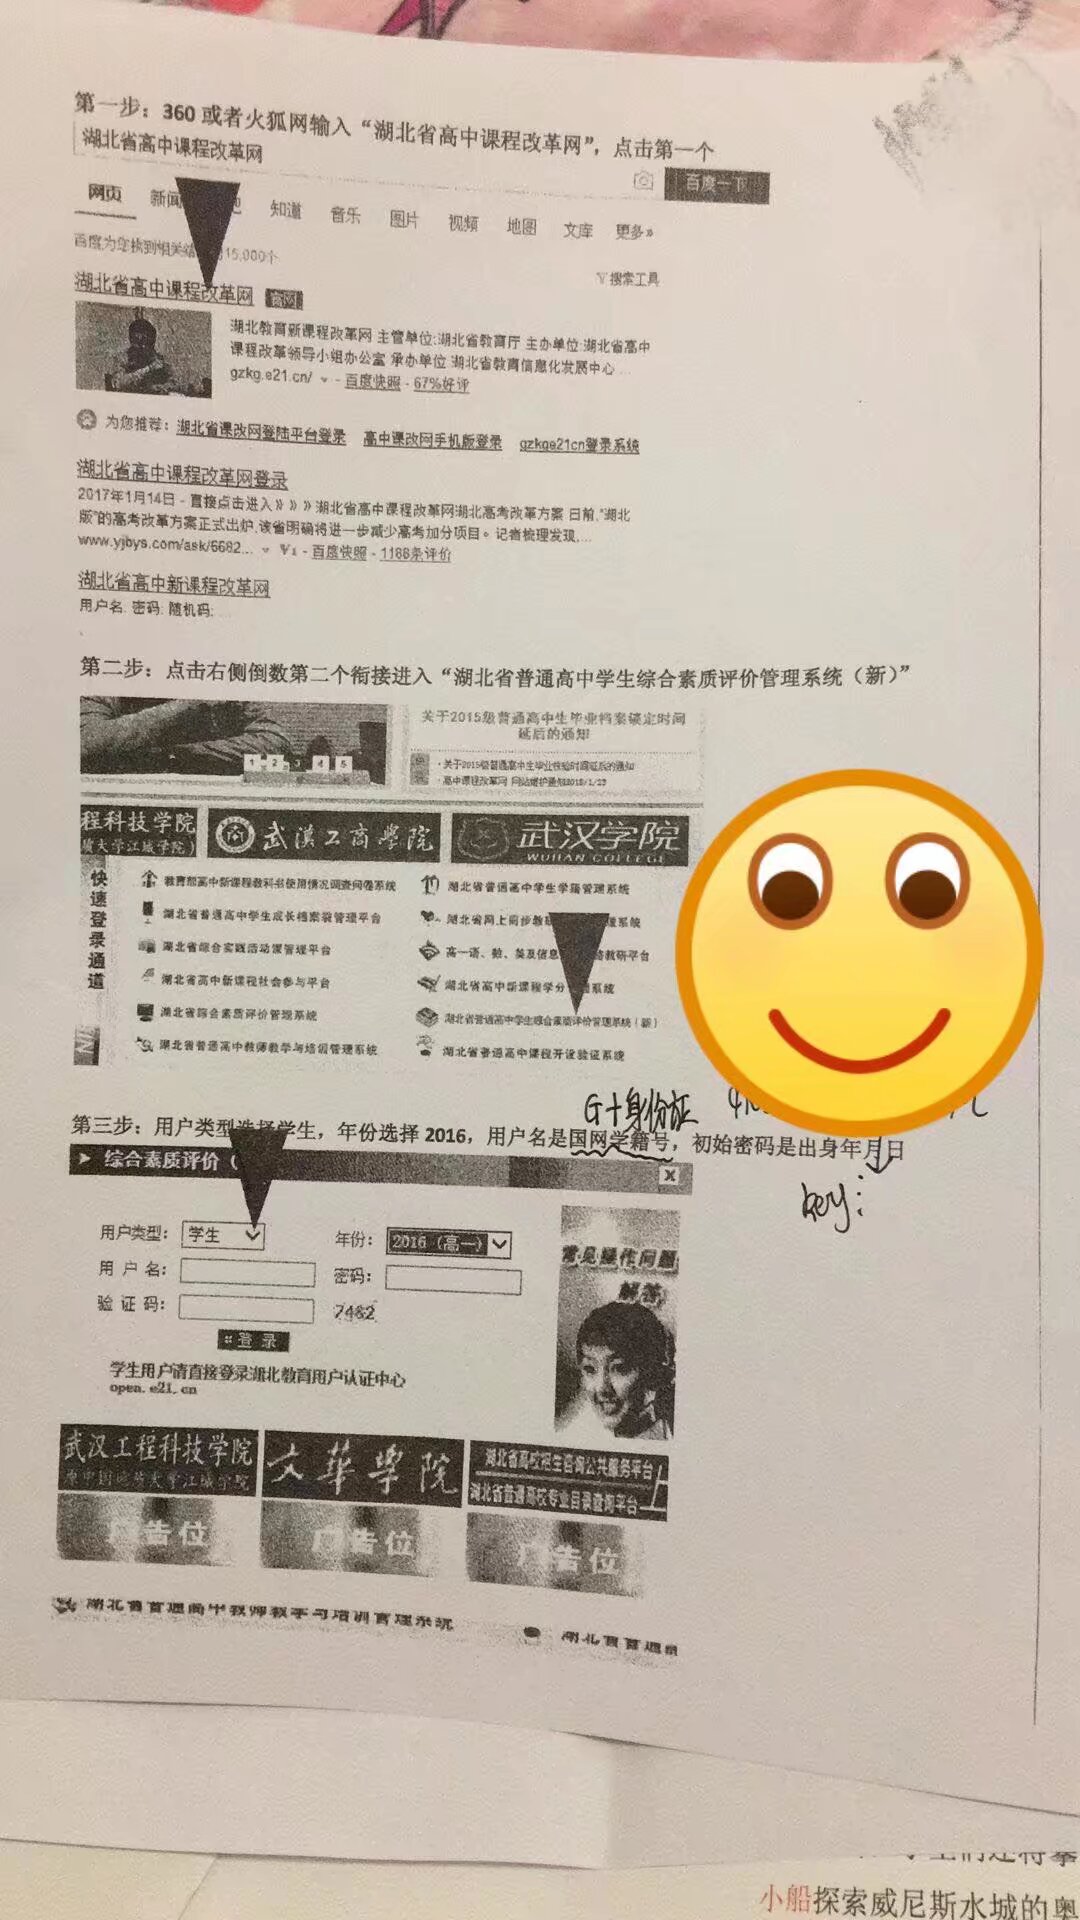 第一步：360 或者火狐网输入“湖北省高中课程改革网”，点击第一个
湖北省高中课程改革网
百度一下
网页 新闻 知道 音乐 图片 视频 地图 文库 更多»
百度为您找到相关结 15,000个
搜索工具
湖北省高中课程改革网 官网
湖北教育新课程改革网 主管单位:湖北省教育厅 主办单位:湖北省高中
课程改革领导小组办公室 承办单位 湖北省教育信息化发展中心 ...
gzkg.e21.cn/ - 百度快照 - 67%好评
为您推荐: 湖北省课改网登陆平台登录 高中课改网手机版登录 gzkge21cn登录系统
湖北省高中课程改革网登录
2017年1月14日 - 直接点击进入》》》湖北省高中课程改革网湖北高考改革方案 日前,“湖北
版”的高考改革方案正式出炉,该省明确将进一步减少高考加分项目。记者梳理发现,...
www.yjbys.com/ask/6682... - V1 - 百度快照 - 1188条评价
湖北省高中新课程改革网
用户名. 密码: 随机码: ...
第二步：点击右侧倒数第二个衔接进入“湖北省普通高中学生综合素质评价管理系统（新）”
1 2 3 4 5
关于2015级普通高中生毕业档案锁定时间
延后的通知
· 关于2015级普通高中生毕业档案时间延后的通知
· 高中课程改革网 网站维护通知2018/1/23
程科技学院
质大学江城学院）
武汉工商学院
武汉学院
WUHAN COLLEGE
快速登录通道
教育部高中新课程教科书使用情况调查问卷系统 湖北省普通高中学生学籍管理系统
湖北省普通高中学生成长档案袋管理平台 湖北省网上同步教研 理系统
湖北省综合实践活动课管理平台 高一语、数、英及信息 教研平台
湖北省高中新课程社会参与平台 湖北省高中新课程学分 理系统
湖北省综合素质评价管理系统 湖北省普通高中学生综合素质评价管理系统（新）
湖北省普通高中教师教学与培训管理系统 湖北省普通高中课程开设验证系统
G+身份证
第三步：用户类型选择学生，年份选择 2016，用户名是国网学籍号，初始密码是出身年月日
key：
综合素质评价（
X
用户类型: 学生 年份: 2016（高一）
用 户 名: 密码:
验 证 码: 7462
登 录
学生用户请直接登录湖北教育用户认证中心
open.e21.cn
常见操作问题
解答
武汉工程科技学院
原中国地质大学江城学院
文华学院
湖北省高校招生咨询公共服务平台
湖北省普通高校专业目录查询平台
广告位 广告位 广告位
湖北省普通高中教师教学与培训管理系统
湖北省普通高
小船探索威尼斯水城的奥